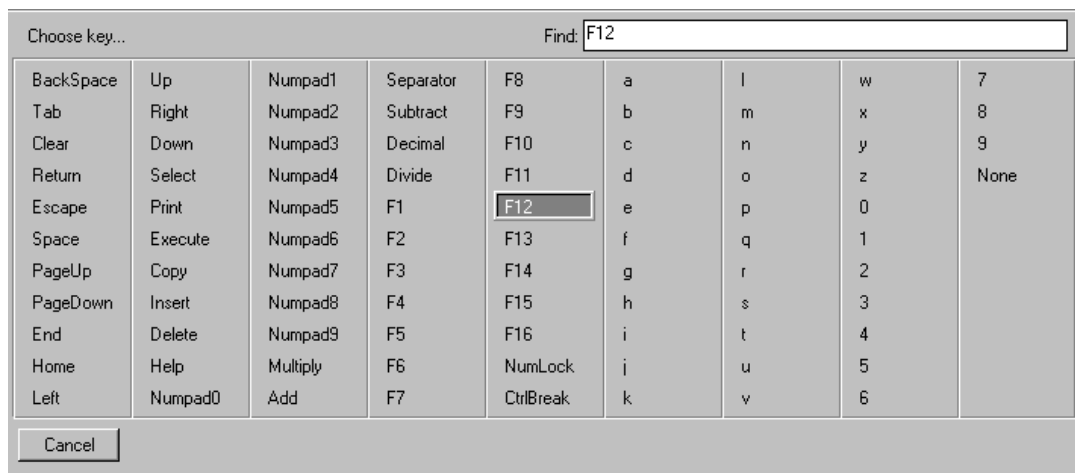 Choose key... Find: F12
BackSpace Up Numpad1 Separator F8 a l w 7
Tab Right Numpad2 Subtract F9 b m x 8
Clear Down Numpad3 Decimal F10 c n y 9
Return Select Numpad4 Divide F11 d o z None
Escape Print Numpad5 F1 F12 e p 0
Space Execute Numpad6 F2 F13 f q 1
PageUp Copy Numpad7 F3 F14 g r 2
PageDown Insert Numpad8 F4 F15 h s 3
End Delete Numpad9 F5 F16 i t 4
Home Help Multiply F6 NumLock j u 5
Left Numpad0 Add F7 CtrlBreak k v 6
Cancel